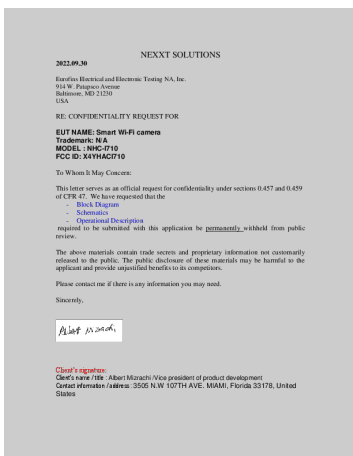 NEXXT SOLUTIONS
2022.09.30
Eurofins Electrical and Electronic Testing NA, Inc.
914 W. Patapsco Avenue
Baltimore, MD 21230
USA
RE: CONFIDENTIALITY REQUEST FOR
EUT NAME: Smart Wi-Fi camera
Trademark: N/A
MODEL : NHC-I710
FCC ID: X4YHACI710
To Whom It May Concern:
This letter serves as an official request for confidentiality under sections 0.457 and 0.459
of CFR 47. We have requested that the
- Block Diagram
- Schematics
- Operational Description
required to be submitted with this application be permanently withheld from public
review.
The above materials contain trade secrets and proprietary information not customarily
released to the public. The public disclosure of these materials may be harmful to the
applicant and provide unjustified benefits to its competitors.
Please contact me if there is any information you may need.
Sincerely,
Albert Mizrachi
Client's signature:
Client's name / title : Albert Mizrachi /Vice president of product development
Contact information / address : 3505 N.W 107TH AVE. MIAMI, Florida 33178, United
States